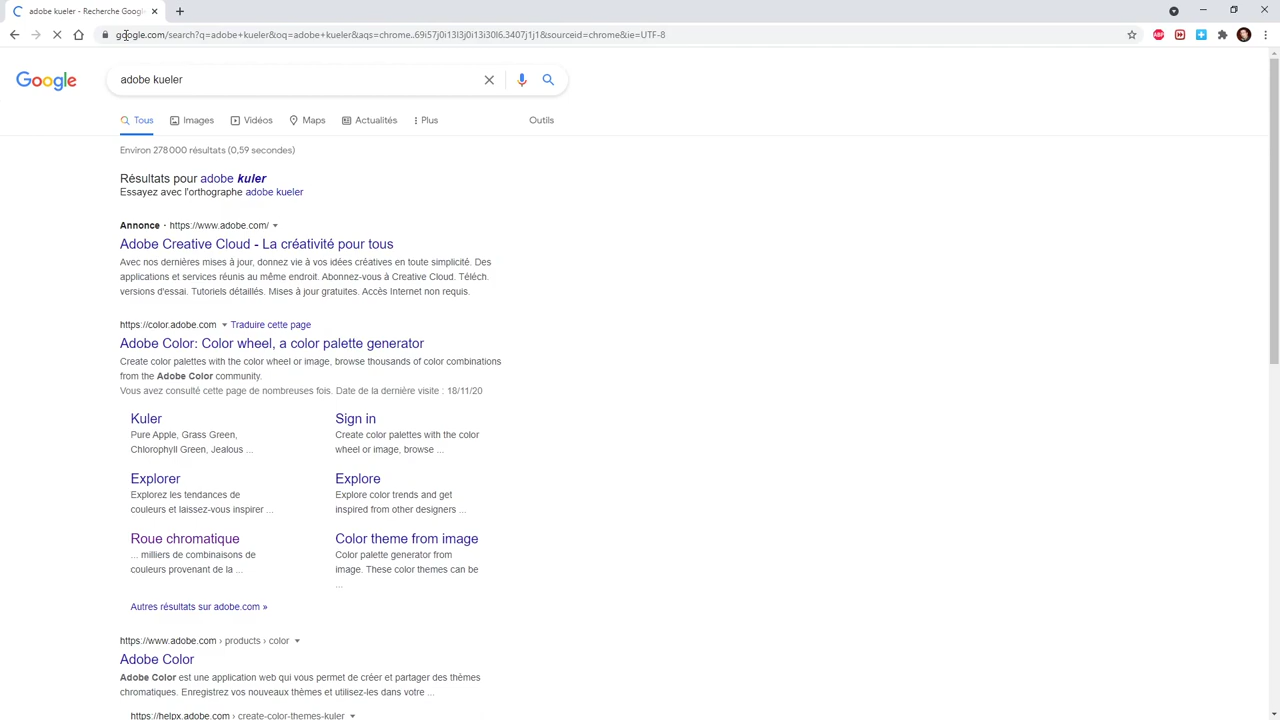 adobe kueler - Recherche Googl
google.com/search?q=adobe+kueler&oq=adobe+kueler&aqs=chrome..69i57j0i13l3j0i13i30l6.3407j1j1&sourceid=chrome&ie=UTF-8
Google
adobe kueler
Tous Images Vidéos Maps Actualités Plus Outils
Environ 278 000 résultats (0,59 secondes)
Résultats pour adobe kuler
Essayez avec l'orthographe adobe kueler
Annonce · https://www.adobe.com/
Adobe Creative Cloud - La créativité pour tous
Avec nos dernières mises à jour, donnez vie à vos idées créatives en toute simplicité. Des
applications et services réunis au même endroit. Abonnez-vous à Creative Cloud. Téléch.
versions d'essai. Tutoriels détaillés. Mises à jour gratuites. Accès Internet non requis.
https://color.adobe.com Traduire cette page
Adobe Color: Color wheel, a color palette generator
Create color palettes with the color wheel or image, browse thousands of color combinations
from the Adobe Color community.
Vous avez consulté cette page de nombreuses fois. Date de la dernière visite : 18/11/20
Kuler
Pure Apple, Grass Green,
Chlorophyll Green, Jealous ...
Sign in
Create color palettes with the color
wheel or image, browse ...
Explorer
Explorez les tendances de
couleurs et laissez-vous inspirer ...
Explore
Explore color trends and get
inspired from other designers ...
Roue chromatique
... milliers de combinaisons de
couleurs provenant de la ...
Color theme from image
Color palette generator from
image. These color themes can be
...
Autres résultats sur adobe.com »
https://www.adobe.com › products › color
Adobe Color
Adobe Color est une application web qui vous permet de créer et partager des thèmes
chromatiques. Enregistrez vos nouveaux thèmes et utilisez-les dans votre ...
https://helpx.adobe.com › create-color-themes-kuler